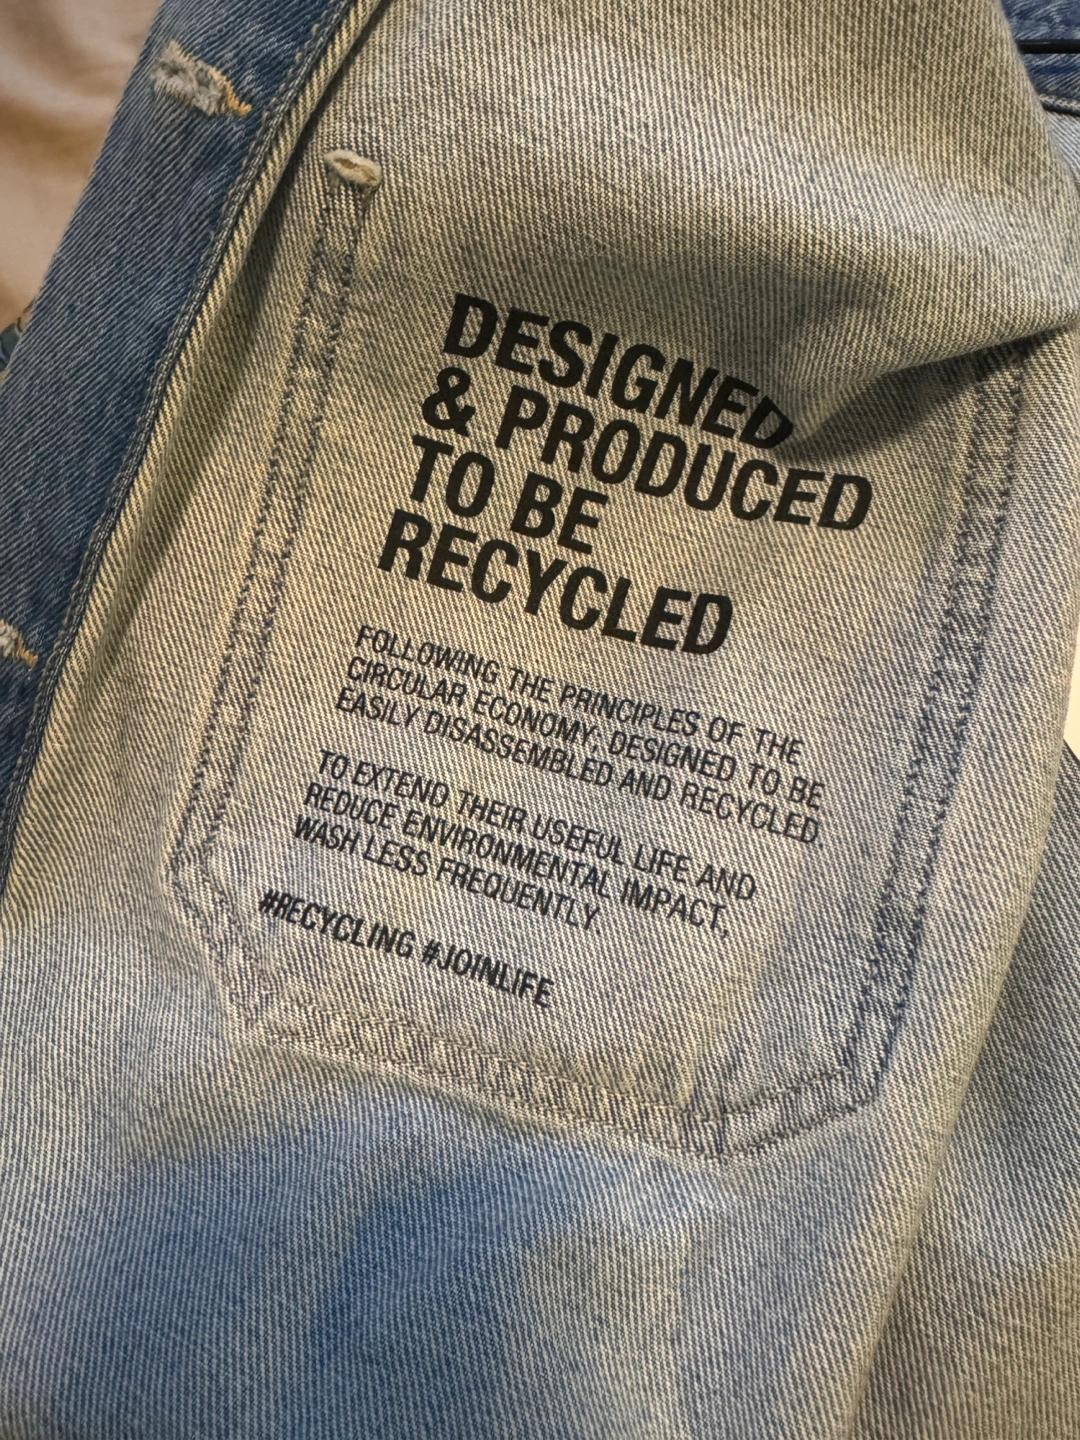 DESIGNED
& PRODUCED
TO BE
RECYCLED
FOLLOWING THE PRINCIPLES OF THE
CIRCULAR ECONOMY; DESIGNED TO BE
EASILY DISASSEMBLED AND RECYCLED.
TO EXTEND THEIR USEFUL LIFE AND
REDUCE ENVIRONMENTAL IMPACT,
WASH LESS FREQUENTLY.
#RECYCLING #JOINLIFE